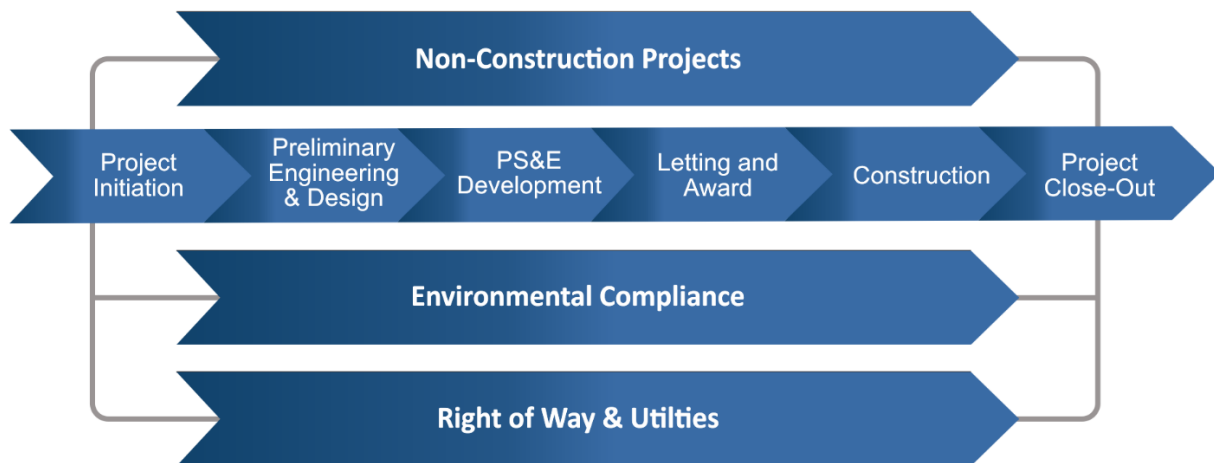 Non-Construction Projects
Project
Initiation
Preliminary
Engineering
& Design
PS&E
Development
Letting and
Award
Construction
Project
Close-Out
Environmental Compliance
Right of Way & Utilties